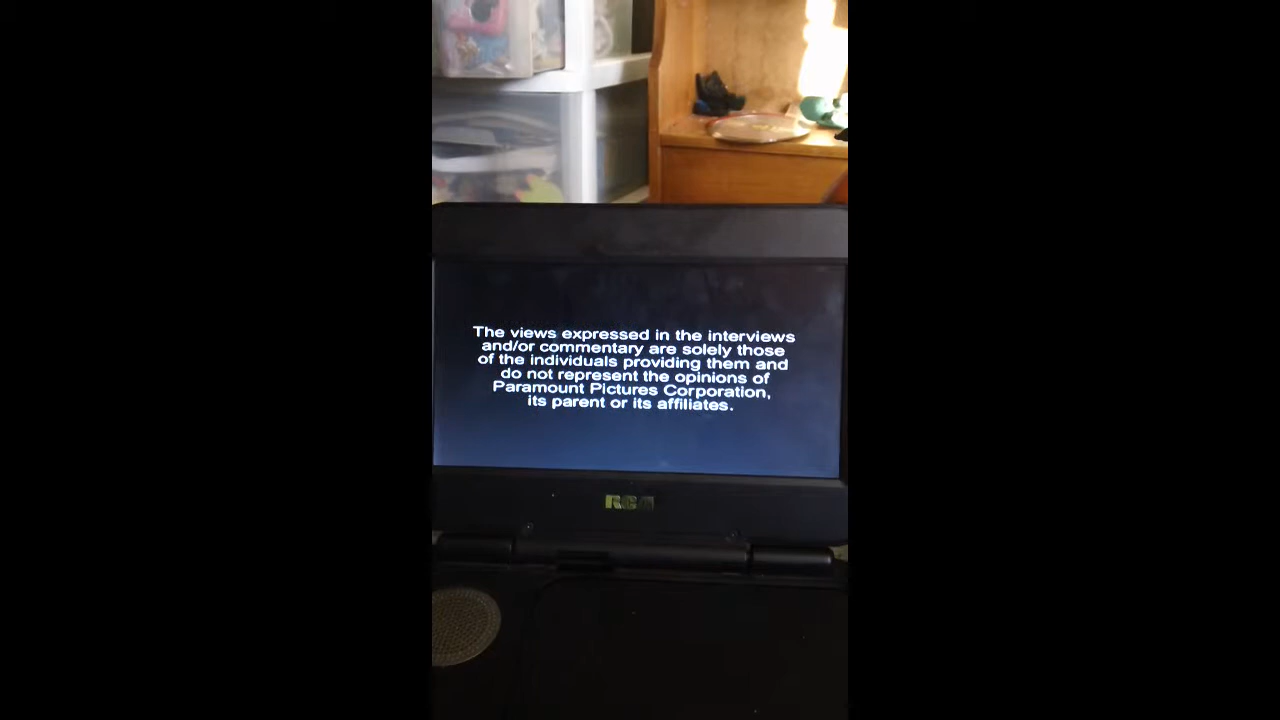 The views expressed in the interviews
and/or commentary are solely those
of the individuals providing them and
do not represent the opinions of
Paramount Pictures Corporation,
its parent or its affiliates.
RCA